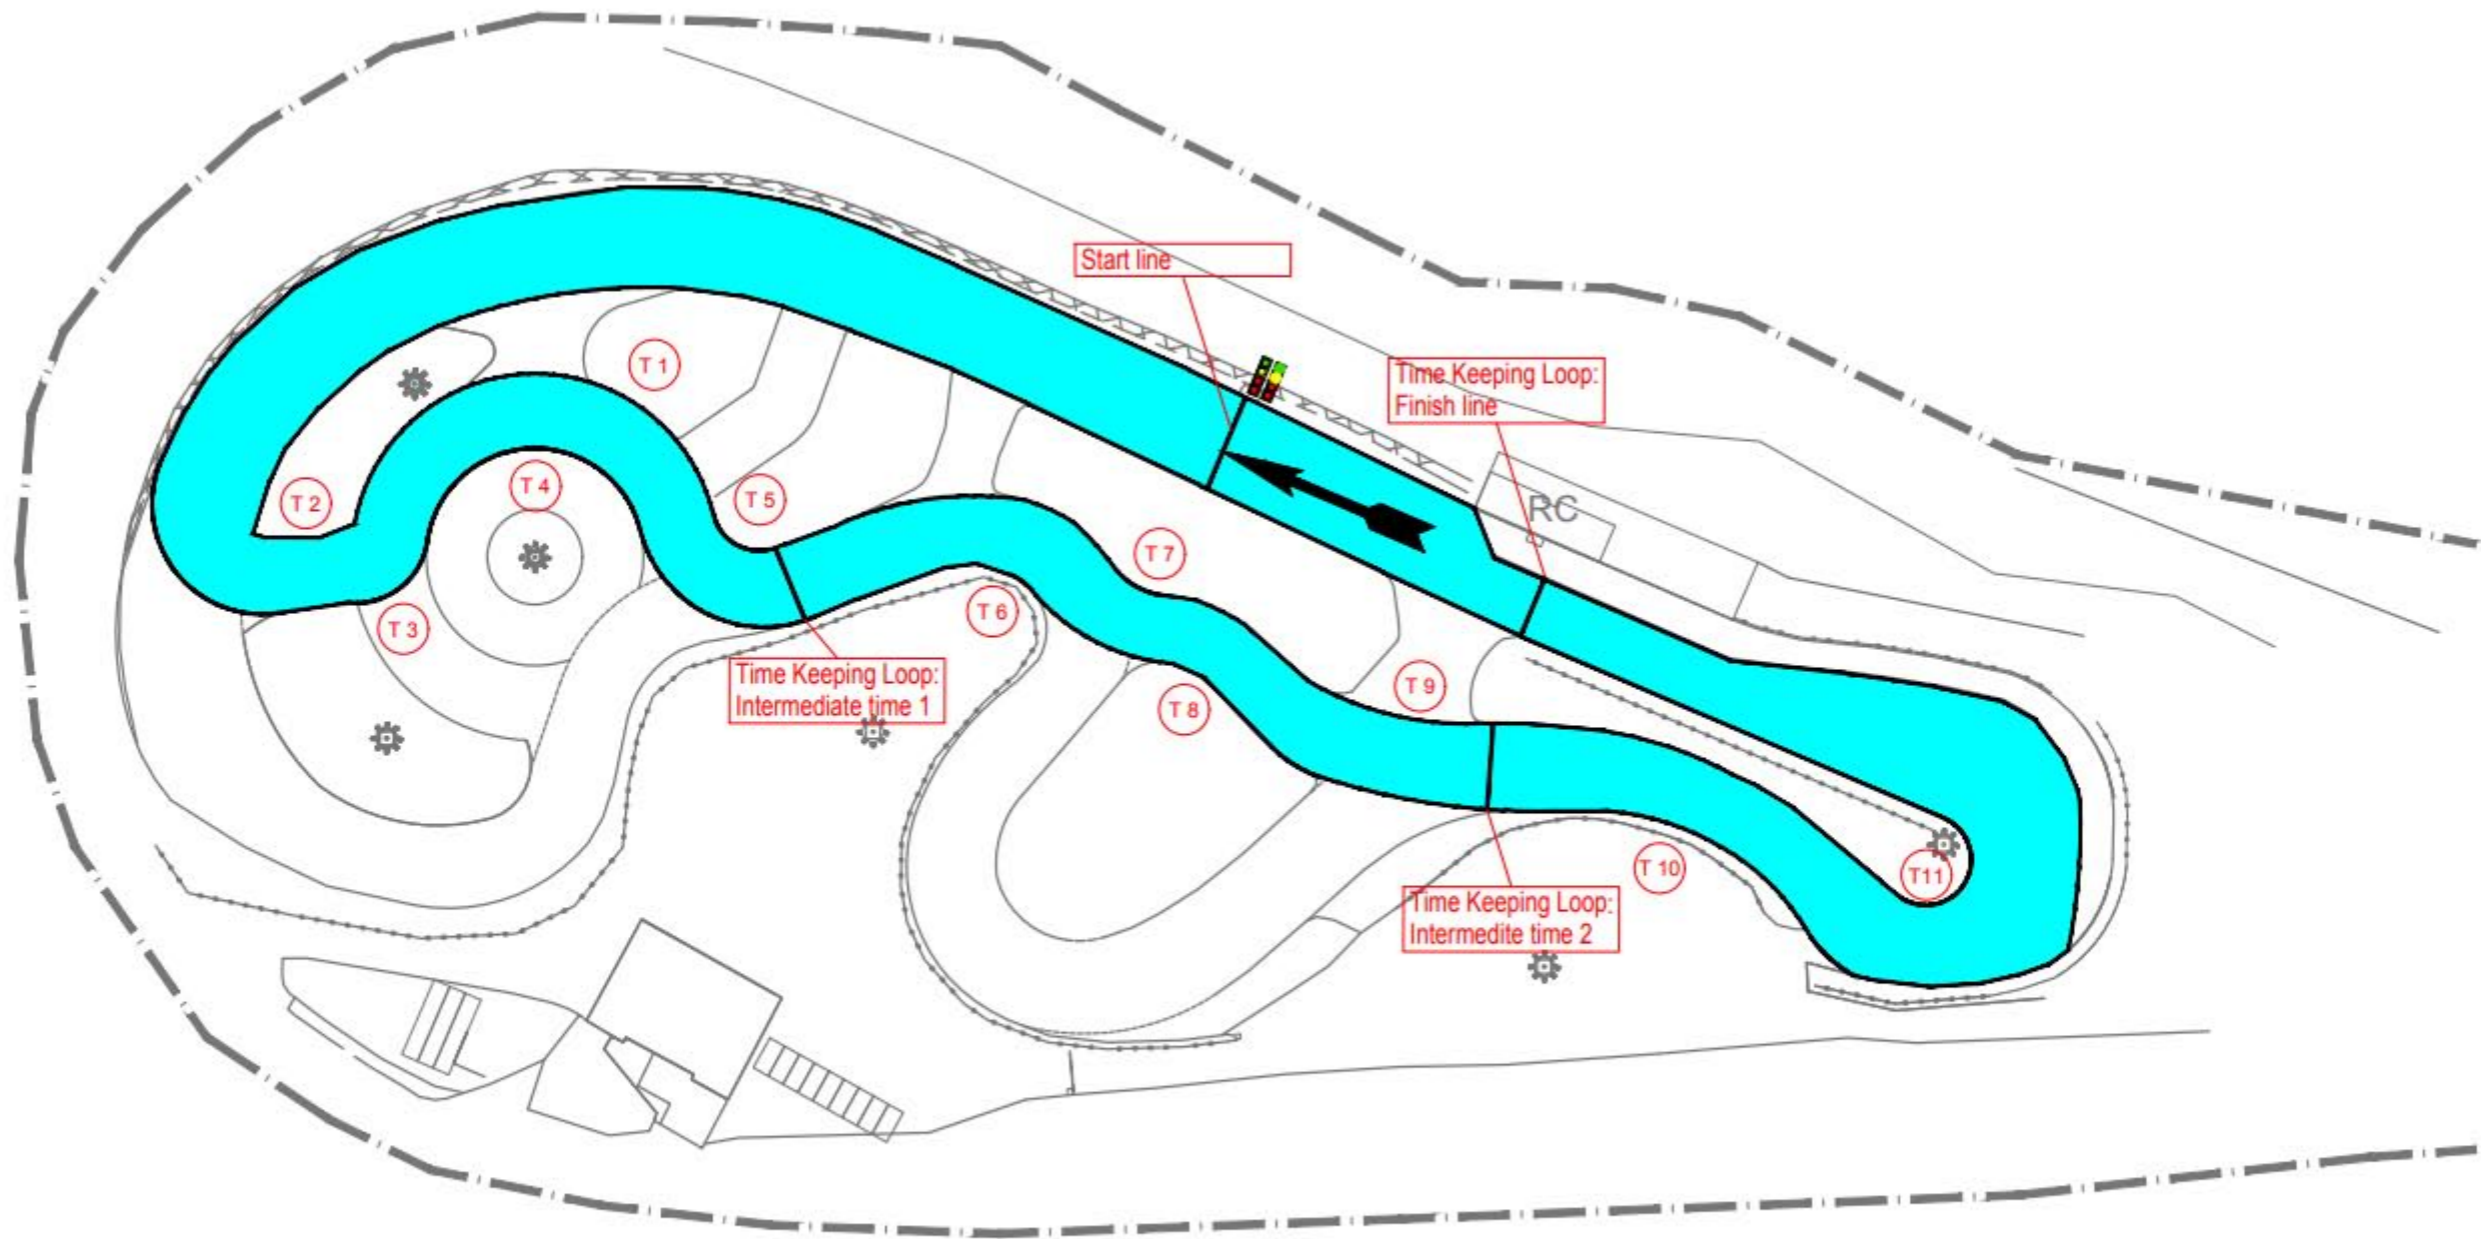 Start line
Time Keeping Loop:
Finish line
RC
T 1
T 2
T 4
T 5
T 7
T 3
T 6
Time Keeping Loop:
Intermediate time 1
T 8
T 9
T 10
T11
Time Keeping Loop:
Intermedite time 2